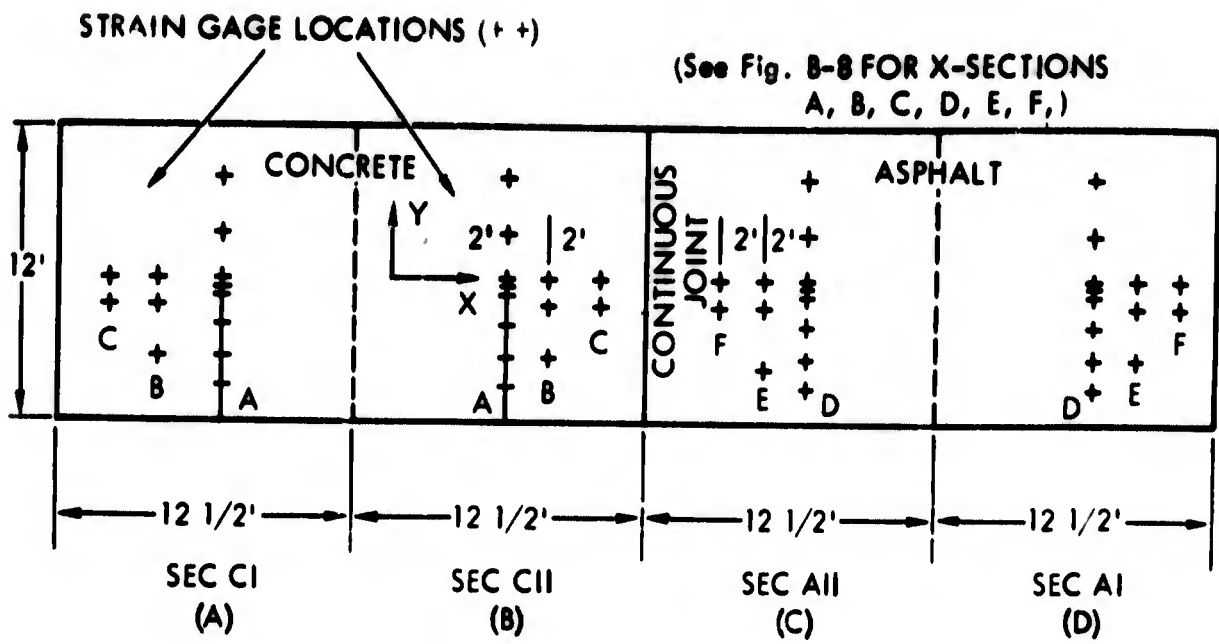 STRAIN GAGE LOCATIONS (+ +)
(See Fig. B-8 FOR X-SECTIONS
A, B, C, D, E, F,)
CONCRETE
ASPHALT
CONTINUOUS
JOINT
12'
Y
X
2'
2'
2'
2'
C
B
A
A
B
C
F
E
D
D
E
F
12 1/2'
12 1/2'
12 1/2'
12 1/2'
SEC CI
(A)
SEC CII
(B)
SEC AII
(C)
SEC AI
(D)